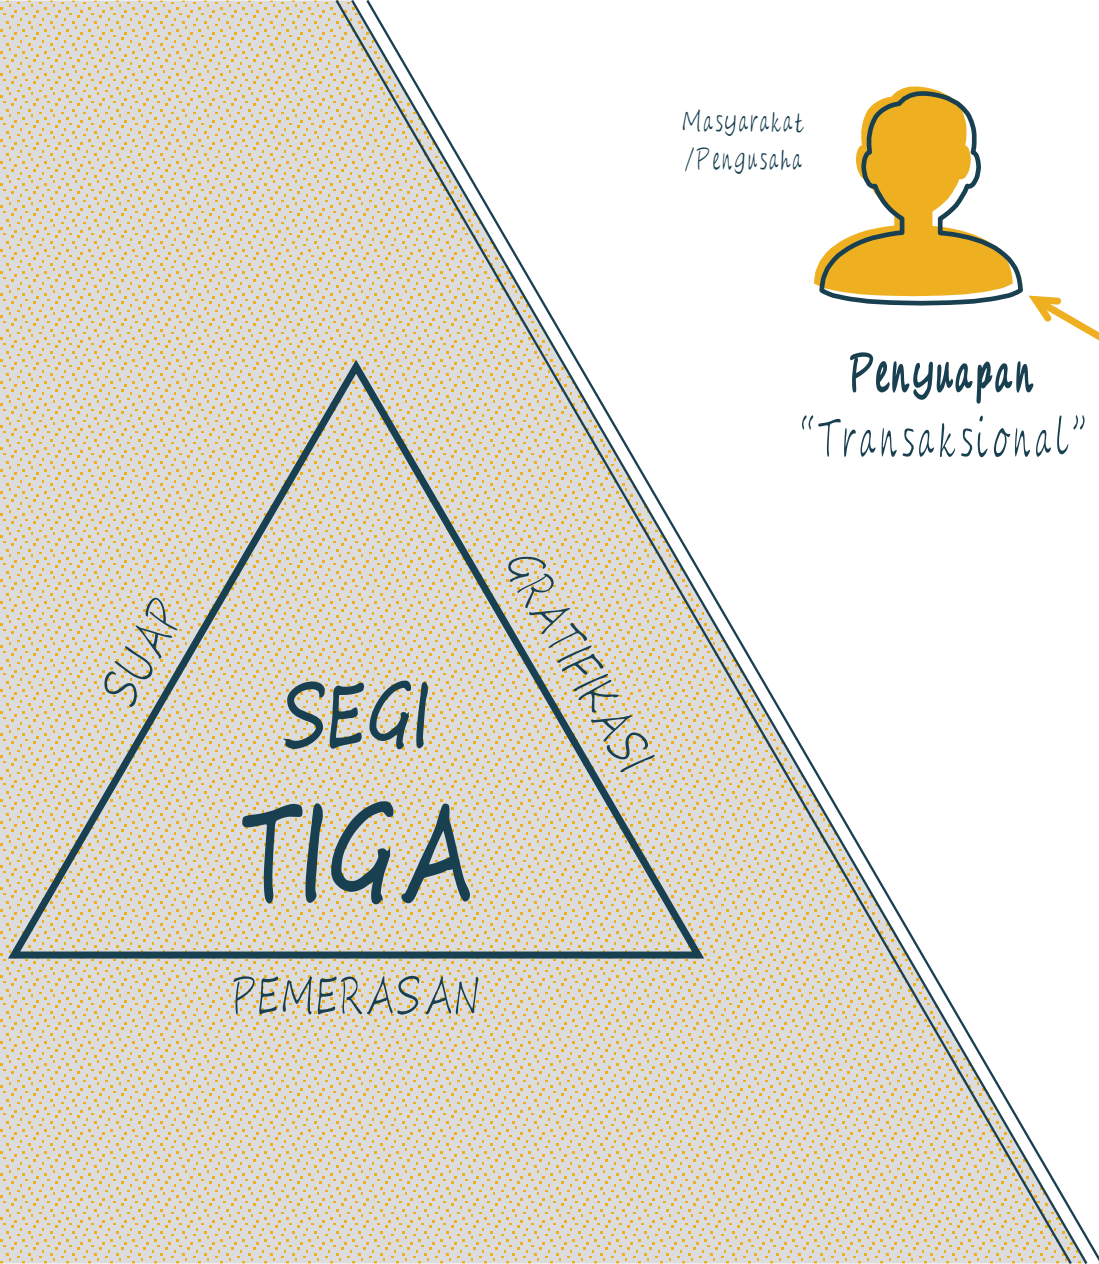 Masyarakat
/Pengusaha
Penyuapan
“Transaksional”
SUAP
GRATIFIKASI
SEGI
TIGA
PEMERASAN